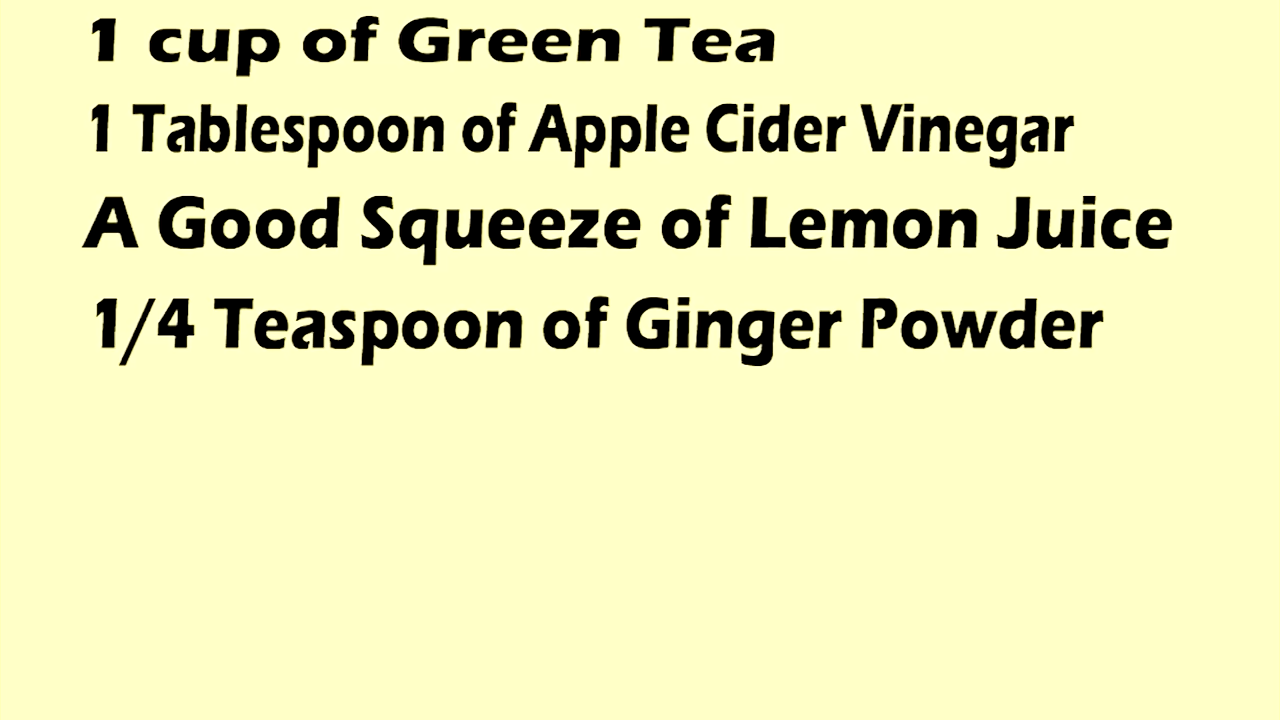 1 cup of Green Tea
1 Tablespoon of Apple Cider Vinegar
A Good Squeeze of Lemon Juice
1/4 Teaspoon of Ginger Powder